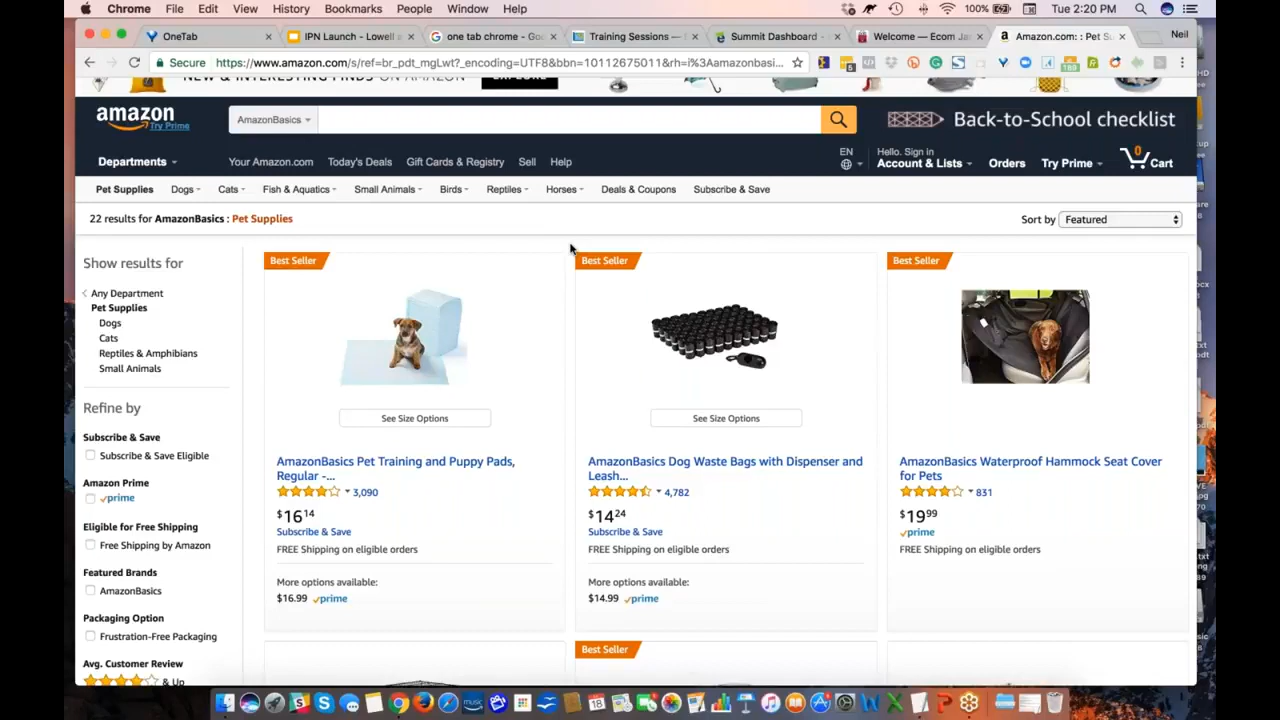 Chrome File Edit View History Bookmarks People Window Help 100% Tue 2:20 PM
OneTab IPN Launch - Lowell a one tab chrome - Go Training Sessions — Summit Dashboard - Welcome — Ecom Ja Amazon.com: : Pet S Neil
Secure https://www.amazon.com/s/ref=br_pdt_mgLwt?_encoding=UTF8&bbn=10112675011&rh=i%3Aamazonbasi...
NEW & INTERESTING FINDS ON AMAZON EXPLORE
amazon
Try Prime
AmazonBasics
Back-to-School checklist
Departments Your Amazon.com Today's Deals Gift Cards & Registry Sell Help
EN
Hello. Sign in
Account & Lists Orders Try Prime 0 Cart
Pet Supplies Dogs Cats Fish & Aquatics Small Animals Birds Reptiles Horses Deals & Coupons Subscribe & Save
22 results for AmazonBasics : Pet Supplies
Sort by Featured
Show results for
Any Department
Pet Supplies
Dogs
Cats
Reptiles & Amphibians
Small Animals
Refine by
Subscribe & Save
Subscribe & Save Eligible
Amazon Prime
prime
Eligible for Free Shipping
Free Shipping by Amazon
Featured Brands
AmazonBasics
Packaging Option
Frustration-Free Packaging
Avg. Customer Review
& Up
Best Seller
See Size Options
AmazonBasics Pet Training and Puppy Pads,
Regular -...
3,090
$16 14
Subscribe & Save
FREE Shipping on eligible orders
More options available:
$16.99 prime
Best Seller
See Size Options
AmazonBasics Dog Waste Bags with Dispenser and
Leash...
4,782
$14 24
Subscribe & Save
FREE Shipping on eligible orders
More options available:
$14.99 prime
Best Seller
AmazonBasics Waterproof Hammock Seat Cover
for Pets
831
$19 99
prime
FREE Shipping on eligible orders
Best Seller